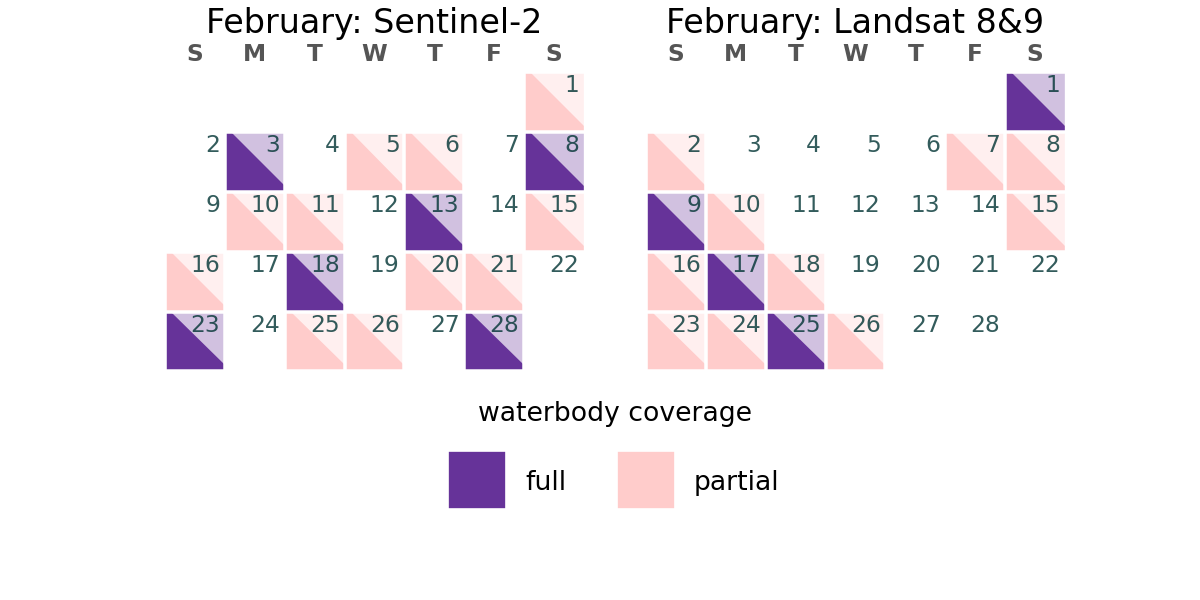 February: Sentinel-2
S M T W T F S
1
2 3 4 5 6 7 8
9 10 11 12 13 14 15
16 17 18 19 20 21 22
23 24 25 26 27 28
February: Landsat 8&9
S M T W T F S
1
2 3 4 5 6 7 8
9 10 11 12 13 14 15
16 17 18 19 20 21 22
23 24 25 26 27 28
waterbody coverage
full partial